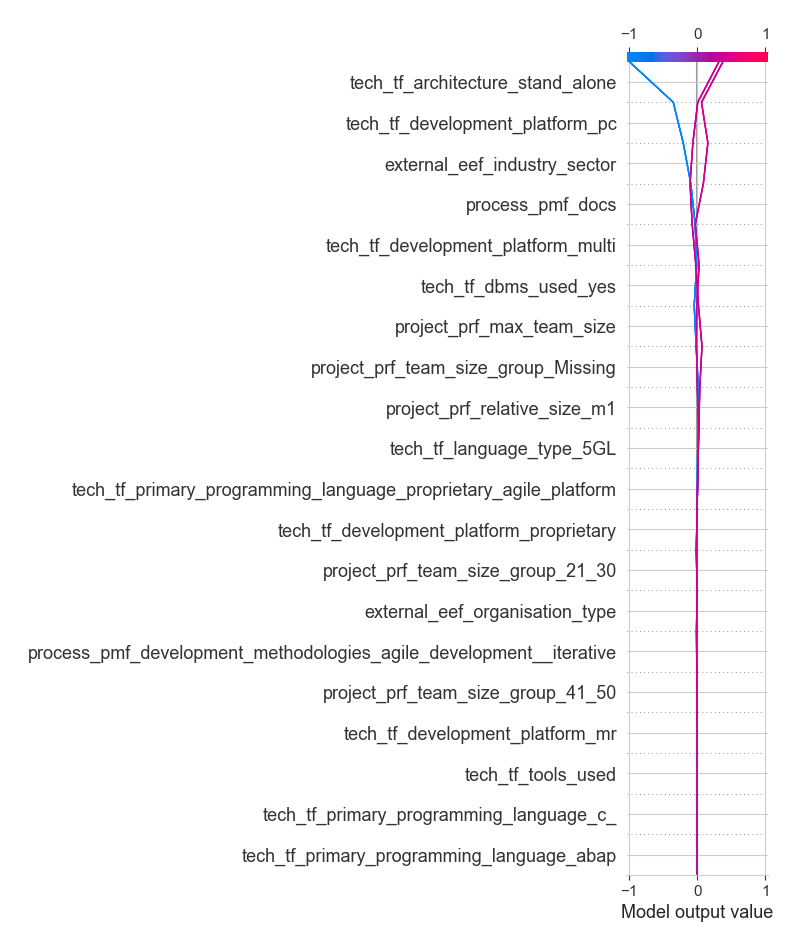 −1 0 1
tech_tf_architecture_stand_alone
tech_tf_development_platform_pc
external_eef_industry_sector
process_pmf_docs
tech_tf_development_platform_multi
tech_tf_dbms_used_yes
project_prf_max_team_size
project_prf_team_size_group_Missing
project_prf_relative_size_m1
tech_tf_language_type_5GL
tech_tf_primary_programming_language_proprietary_agile_platform
tech_tf_development_platform_proprietary
project_prf_team_size_group_21_30
external_eef_organisation_type
process_pmf_development_methodologies_agile_development__iterative
project_prf_team_size_group_41_50
tech_tf_development_platform_mr
tech_tf_tools_used
tech_tf_primary_programming_language_c_
tech_tf_primary_programming_language_abap
−1 0 1
Model output value